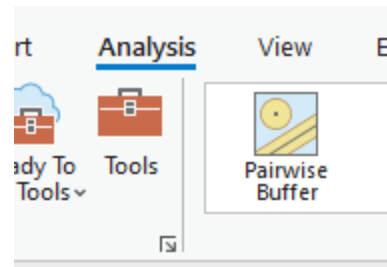 rt Analysis View E
ady To
Tools
Tools
Pairwise
Buffer